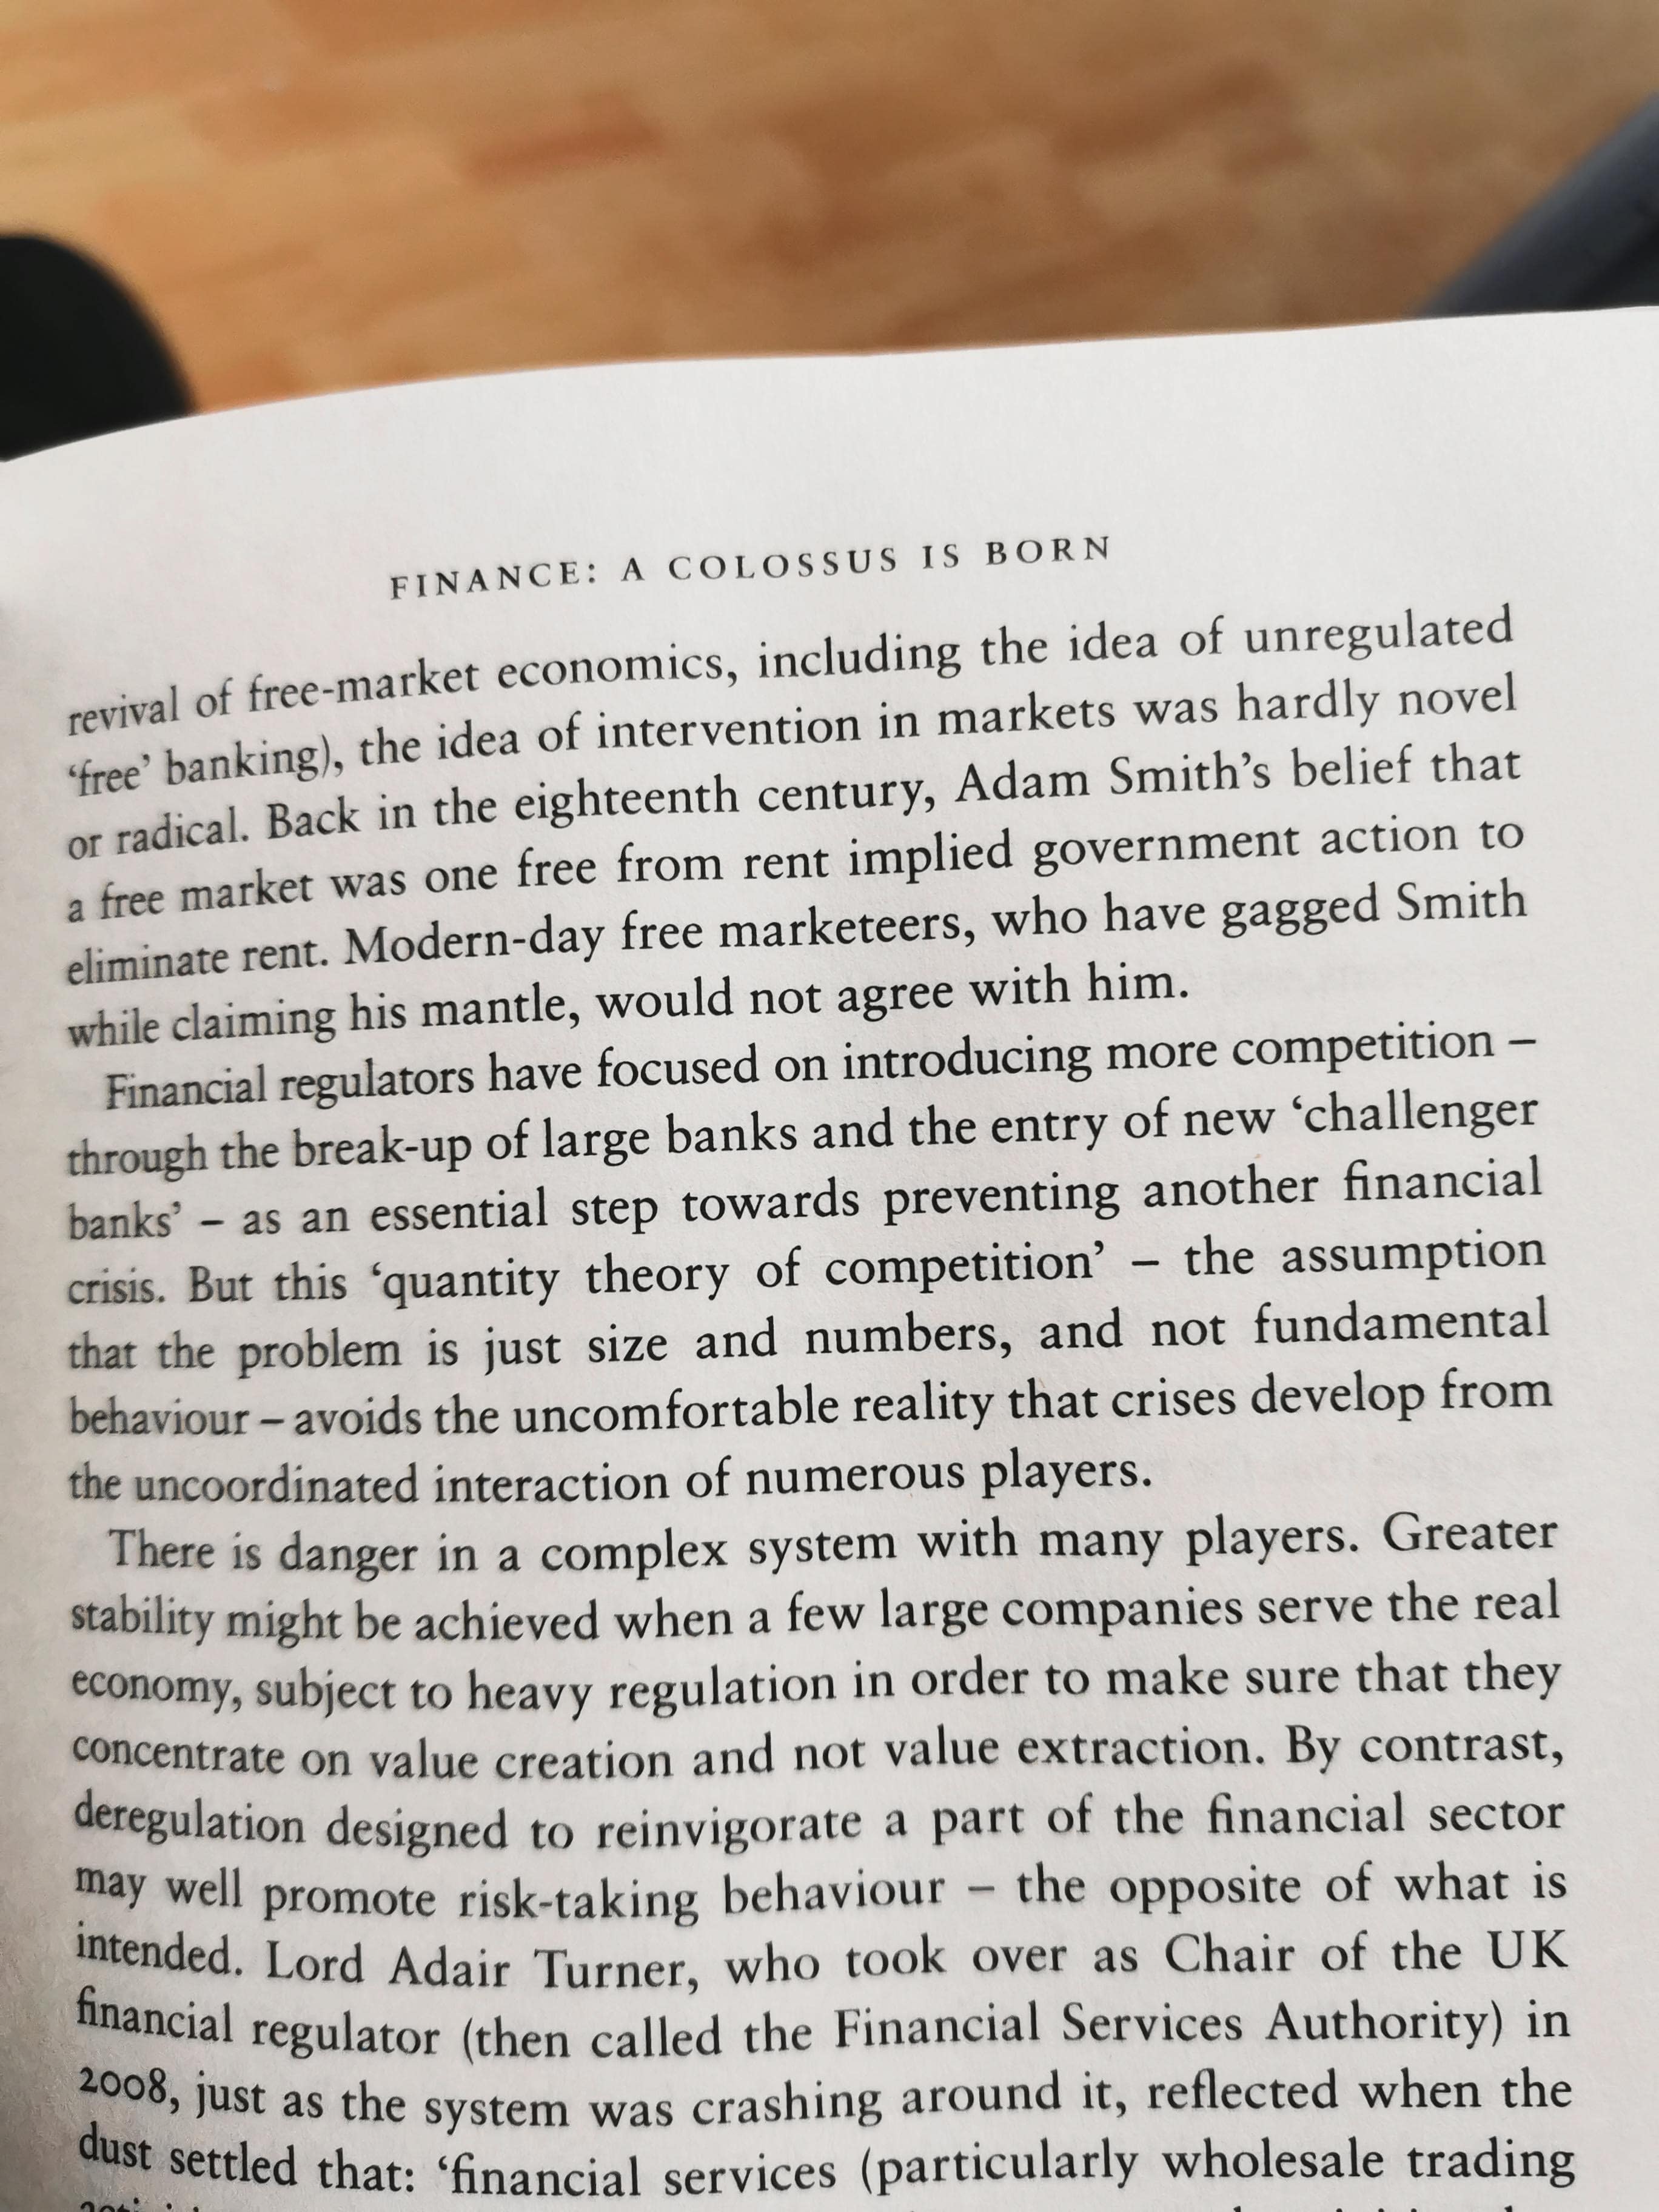 FINANCE: A COLOSSUS IS BORN
revival of free-market economics, including the idea of unregulated
‘free’ banking), the idea of intervention in markets was hardly novel
or radical. Back in the eighteenth century, Adam Smith’s belief that
a free market was one free from rent implied government action to
eliminate rent. Modern-day free marketeers, who have gagged Smith
while claiming his mantle, would not agree with him.
Financial regulators have focused on introducing more competition –
through the break-up of large banks and the entry of new ‘challenger
banks’ – as an essential step towards preventing another financial
crisis. But this ‘quantity theory of competition’ – the assumption
that the problem is just size and numbers, and not fundamental
behaviour – avoids the uncomfortable reality that crises develop from
the uncoordinated interaction of numerous players.
There is danger in a complex system with many players. Greater
stability might be achieved when a few large companies serve the real
economy, subject to heavy regulation in order to make sure that they
concentrate on value creation and not value extraction. By contrast,
deregulation designed to reinvigorate a part of the financial sector
may well promote risk-taking behaviour – the opposite of what is
intended. Lord Adair Turner, who took over as Chair of the UK
financial regulator (then called the Financial Services Authority) in
2008, just as the system was crashing around it, reflected when the
dust settled that: ‘financial services (particularly wholesale trading